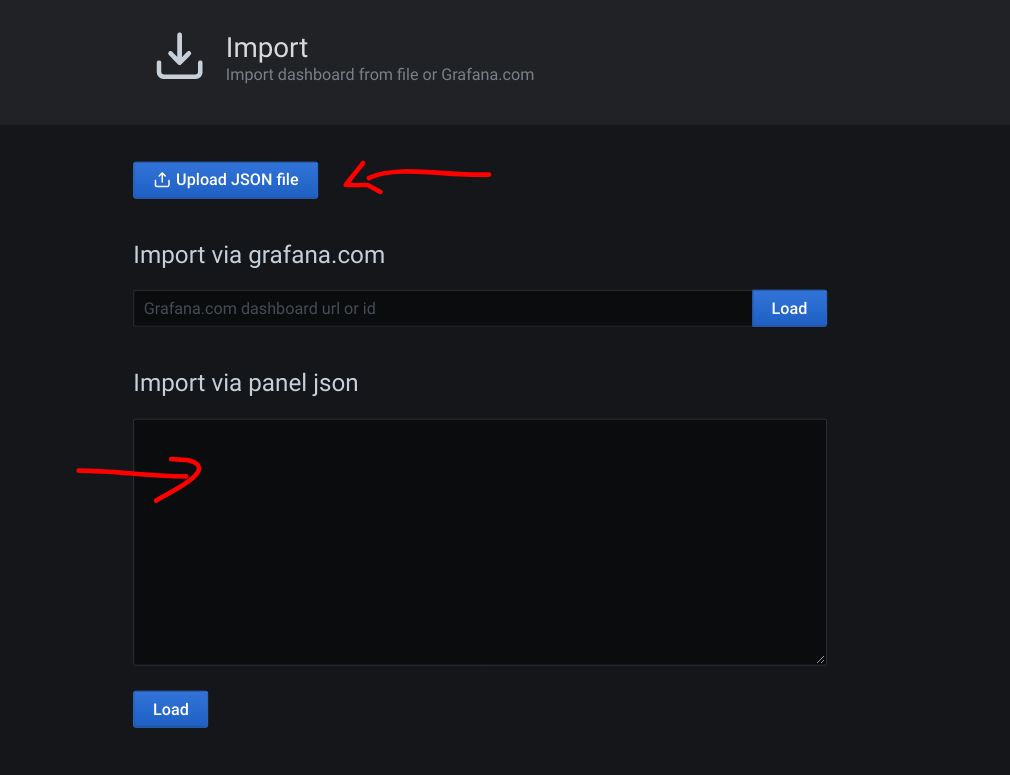 Import
Import dashboard from file or Grafana.com
Upload JSON file
Import via grafana.com
Grafana.com dashboard url or id
Load
Import via panel json
Load